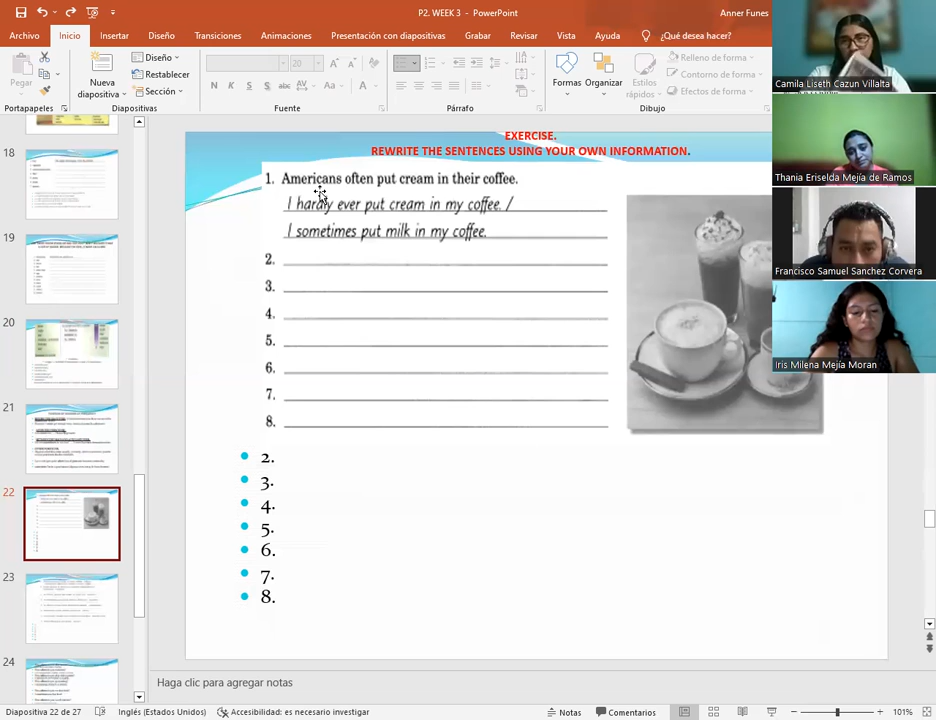 P2. WEEK 3 - PowerPoint
Anner Funes
Archivo Inicio Insertar Diseño Transiciones Animaciones Presentación con diapositivas Grabar Revisar Vista Ayuda ¿Qué desea hacer?
Pegar
Nueva diapositiva
Diseño
Restablecer
Sección
20
N K S abc AV Aa A
Formas
Organizar
Estilos rápidos
Relleno de forma
Contorno de forma
Efectos de forma
Portapapeles Diapositivas Fuente Párrafo Dibujo
Camila Liseth Cazun Villalta
Thania Eriselda Mejía de Ramos
Francisco Samuel Sanchez Corvera
Iris Milena Mejía Moran
18
19
20
21
22
23
24
EXERCISE.
REWRITE THE SENTENCES USING YOUR OWN INFORMATION.
1. Americans often put cream in their coffee.
I hardly ever put cream in my coffee. /
I sometimes put milk in my coffee.
2.
3.
4.
5.
6.
7.
8.
2.
3.
4.
5.
6.
7.
8.
Haga clic para agregar notas
Diapositiva 22 de 27 Inglés (Estados Unidos) Accesibilidad: es necesario investigar Notas Comentarios 101%